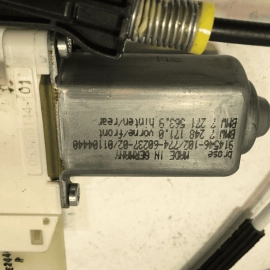 brose MADE IN GERMANY
914546-102/774-60237-02/01104440
BMW 7 248 171.0 vorne/front
BMW 7 271 563.9 hinten/rear